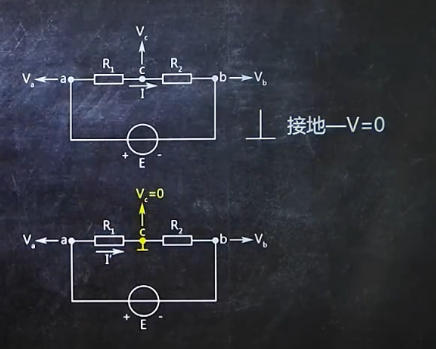 V_c
V_a a R_1 c R_2 b V_b
I
+ E -
接地—V=0
V_c=0
V_a a R_1 c R_2 b V_b
I'
+ E -